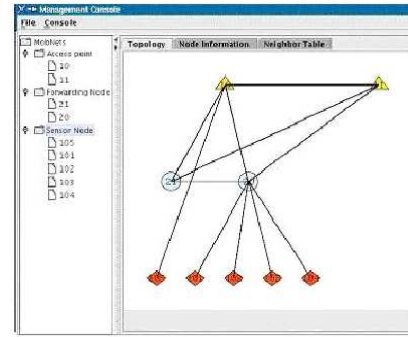 Management Console
File Console
MobNets
Access point
10
11
Forwarding Node
21
20
Sensor Node
105
101
102
103
104
Topology Node Information Neighbor Table